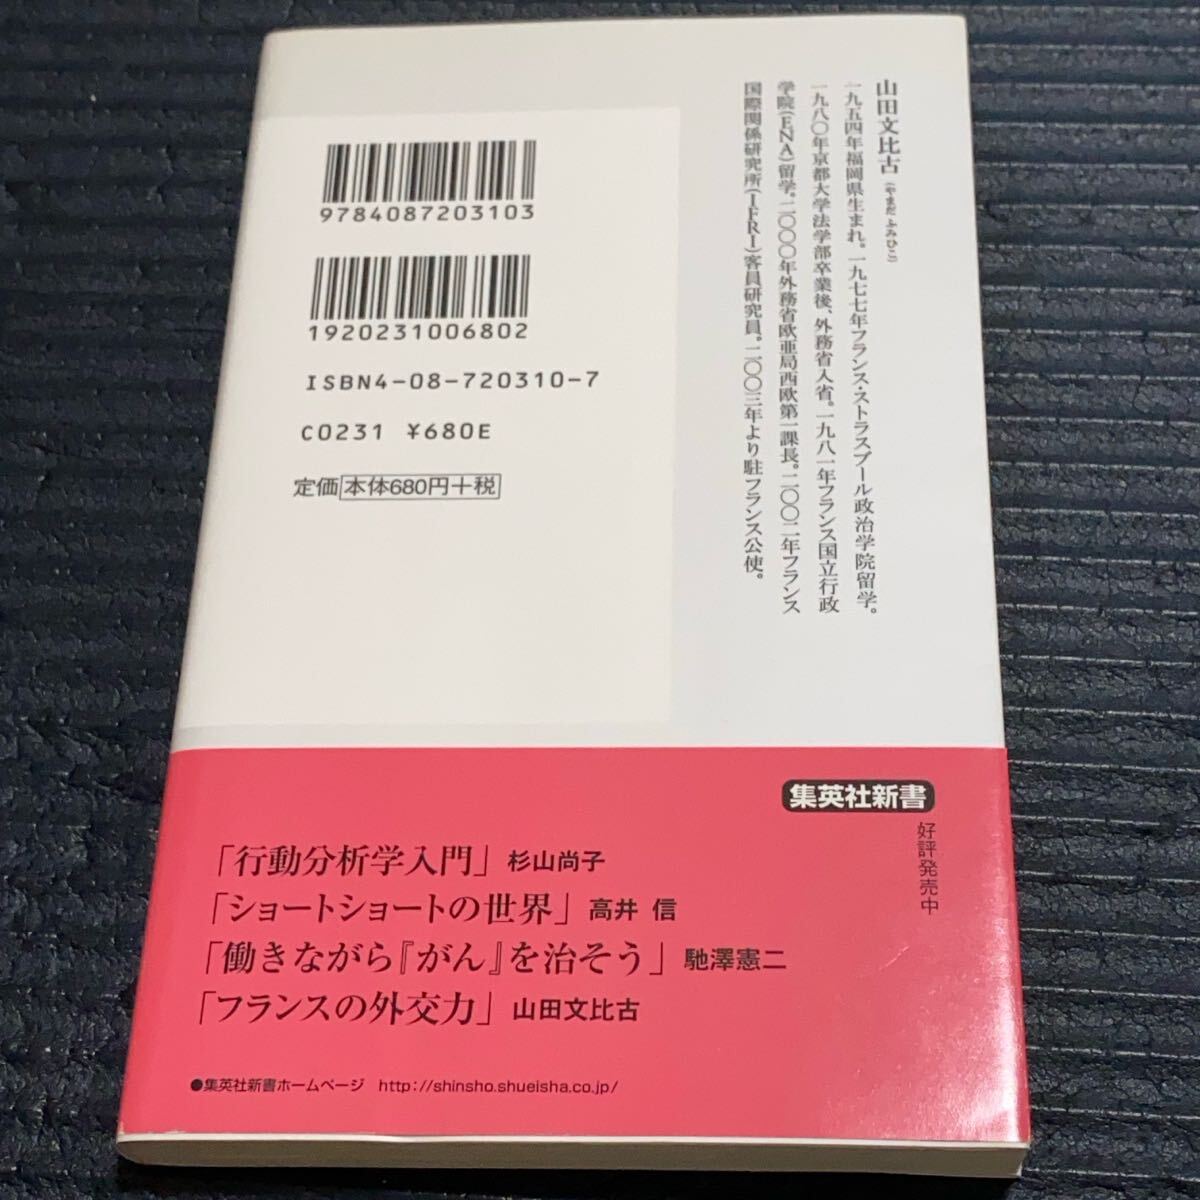 山田文比古(やまだ ふみひこ)
一九五四年福岡県生まれ。一九七七年フランス・ストラスブール政治学院留学。
一九八〇年京都大学法学部卒業後、外務省入省。一九八一年フランス国立行政
学院(ENA)留学。二〇〇〇年外務省欧亜局西欧第一課長。二〇〇二年フランス
国際関係研究所(IFRI)客員研究員。二〇〇三年より駐フランス公使。
9784087203103
1920231006802
ISBN4-08-720310-7
C0231 ¥680E
定価 本体680円+税
集英社新書
好評発売中
「行動分析学入門」杉山尚子
「ショートショートの世界」高井 信
「働きながら『がん』を治そう」馳澤憲二
「フランスの外交力」山田文比古
●集英社新書ホームページ http://shinsho.shueisha.co.jp/